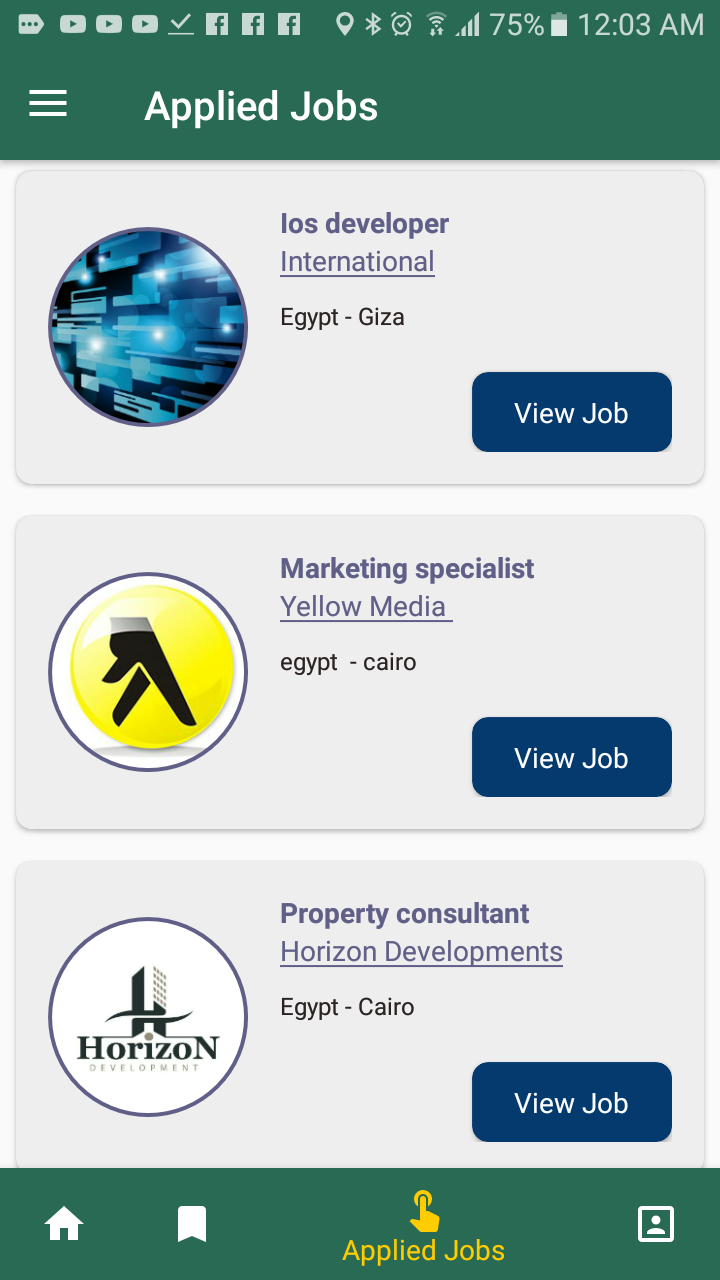 75% 12:03 AM
Applied Jobs
Ios developer
International
Egypt - Giza
View Job
Marketing specialist
Yellow Media
egypt  - cairo
View Job
Property consultant
Horizon Developments
Egypt - Cairo
HorizoN
DEVELOPMENT
View Job
Applied Jobs